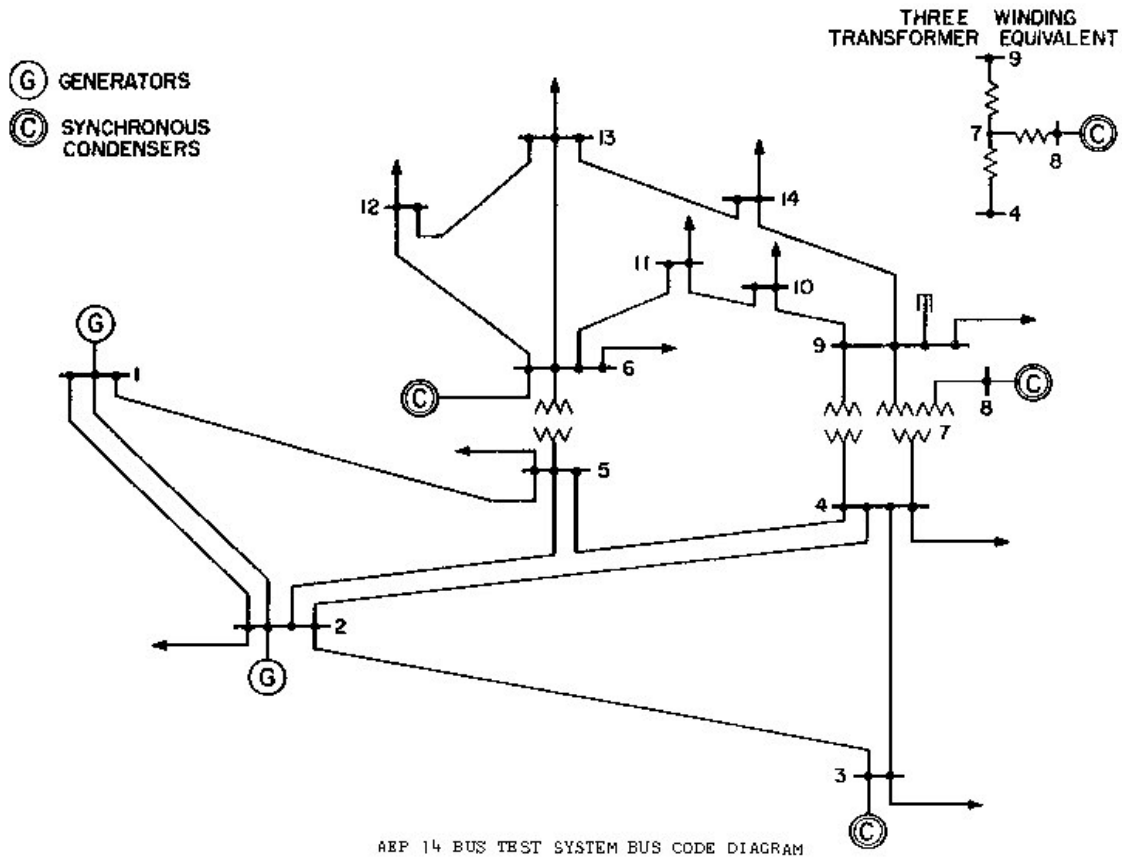 THREE WINDING
TRANSFORMER EQUIVALENT
9
7
C
8
4
G GENERATORS
C SYNCHRONOUS
CONDENSERS
13
12
14
11
10
G
1
9
6
C
8
C
7
5
4
2
G
3
C
AEP 14 BUS TEST SYSTEM BUS CODE DIAGRAM